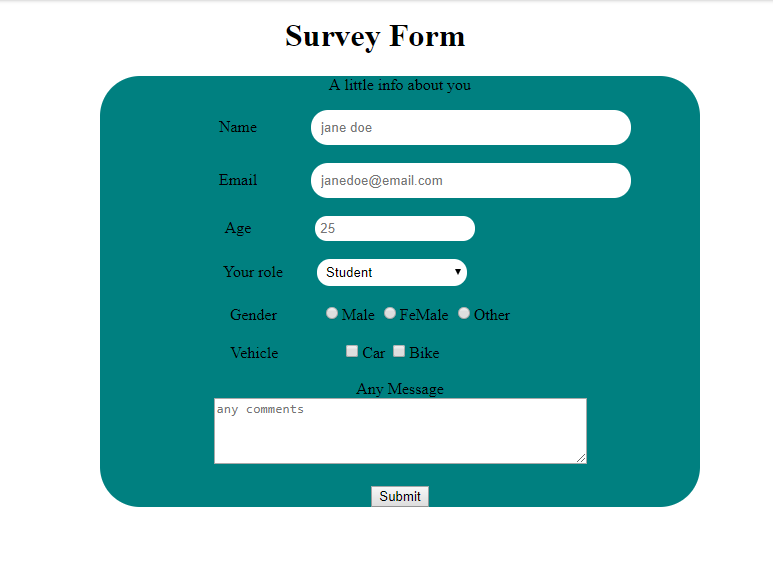 Survey Form
A little info about you
Name jane doe
Email janedoe@email.com
Age 25
Your role Student
Gender Male FeMale Other
Vehicle Car Bike
Any Message
any comments
Submit